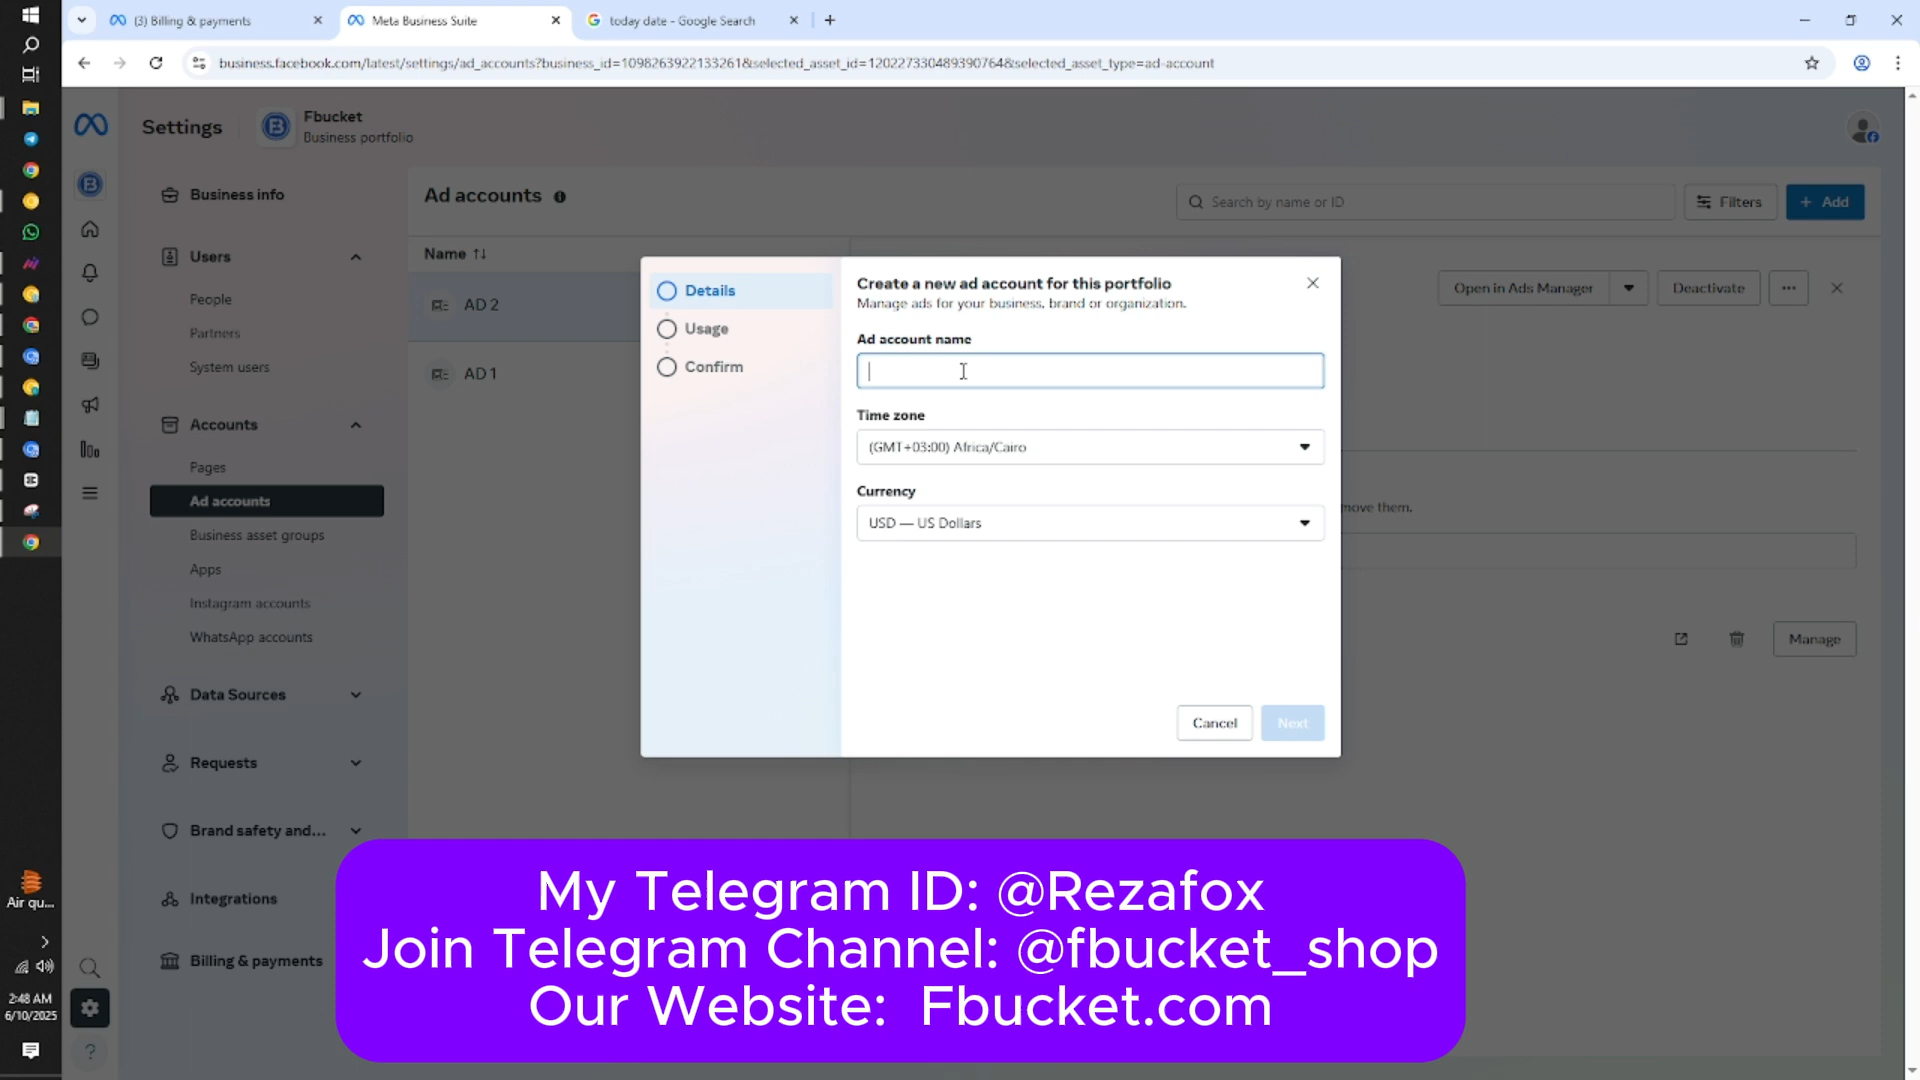 (3) Billing & payments
Meta Business Suite
today date - Google Search
business.facebook.com/latest/settings/ad_accounts?business_id=1098263922133261&selected_asset_id=120227330489390764&selected_asset_type=ad-account
Settings
Fbucket
Business portfolio
Business info
Users
People
Partners
System users
Accounts
Pages
Ad accounts
Business asset groups
Apps
Instagram accounts
WhatsApp accounts
Data Sources
Requests
Brand safety and...
Integrations
Billing & payments
Ad accounts
Search by name or ID
Filters
+ Add
Name ↑↓
AD 2
AD 1
Open in Ads Manager
Deactivate
...
move them.
Manage
Details
Usage
Confirm
Create a new ad account for this portfolio
Manage ads for your business, brand or organization.
Ad account name
Time zone
(GMT+03:00) Africa/Cairo
Currency
USD — US Dollars
Cancel
Next
Air qu...
2:48 AM
6/10/2025
My Telegram ID: @Rezafox
Join Telegram Channel: @fbucket_shop
Our Website: Fbucket.com